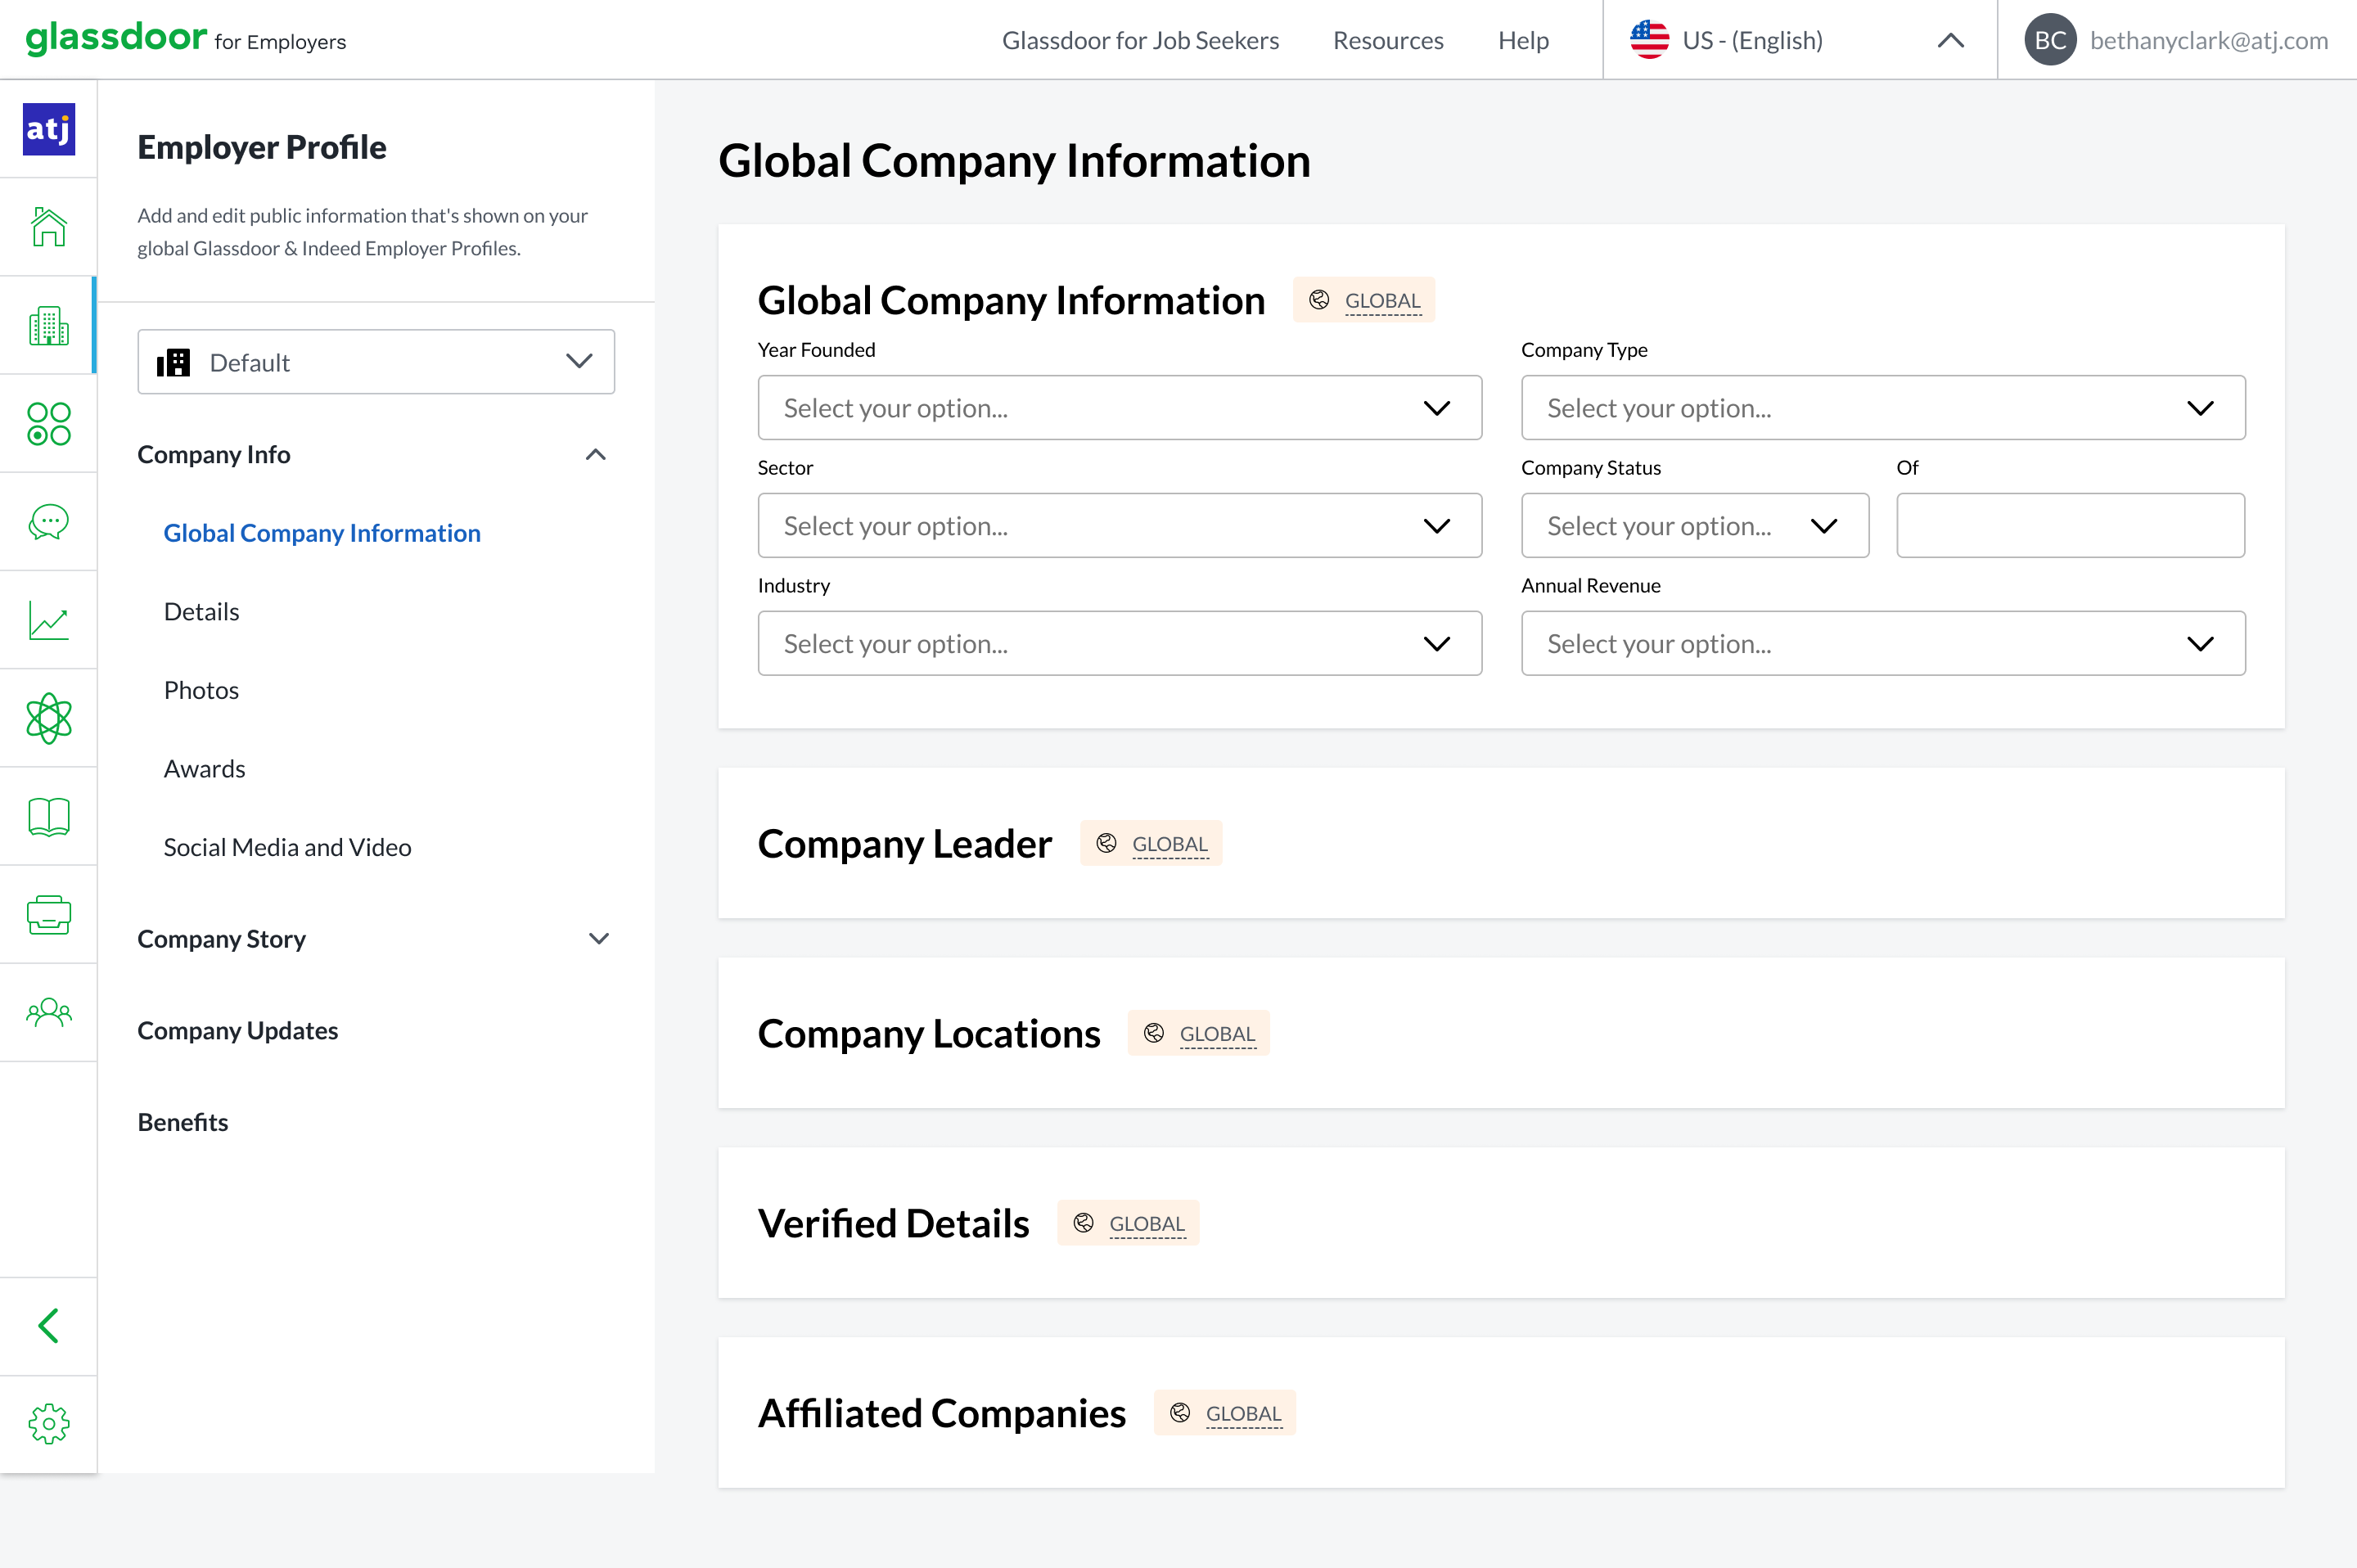 glassdoor for Employers
Glassdoor for Job Seekers
Resources
Help
US - (English)
BC
bethanyclark@atj.com
atj
Employer Profile
Add and edit public information that's shown on your
global Glassdoor & Indeed Employer Profiles.
Default
Company Info
Global Company Information
Details
Photos
Awards
Social Media and Video
Company Story
Company Updates
Benefits
Global Company Information
Global Company Information
GLOBAL
Year Founded
Company Type
Select your option...
Select your option...
Sector
Company Status
Of
Select your option...
Select your option...
Industry
Annual Revenue
Select your option...
Select your option...
Company Leader
GLOBAL
Company Locations
GLOBAL
Verified Details
GLOBAL
Affiliated Companies
GLOBAL